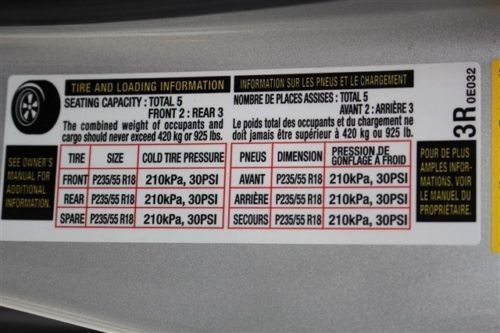 TIRE AND LOADING INFORMATION
SEATING CAPACITY : TOTAL 5
FRONT 2 : REAR 3
The combined weight of occupants and
cargo should never exceed 420 kg or 925 lbs.
INFORMATION SUR LES PNEUS ET LE CHARGEMENT
NOMBRE DE PLACES ASSISES : TOTAL 5
AVANT 2 : ARRIÈRE 3
Le poids total des occupants et du chargement ne
doit jamais être supérieur à 420 kg ou 925 lb.
3R 0E032
SEE OWNER'S
MANUAL FOR
ADDITIONAL
INFORMATION.
TIRE SIZE COLD TIRE PRESSURE
FRONT P235/55 R18 210kPa, 30PSI
REAR P235/55 R18 210kPa, 30PSI
SPARE P235/55 R18 210kPa, 30PSI
PNEUS DIMENSION PRESSION DE
GONFLAGE À FROID
AVANT P235/55 R18 210kPa, 30PSI
ARRIÈRE P235/55 R18 210kPa, 30PSI
SECOURS P235/55 R18 210kPa, 30PSI
POUR DE PLUS
AMPLES INFOR-
MATIONS, VOIR
LE MANUEL DU
PROPRIÉTAIRE.